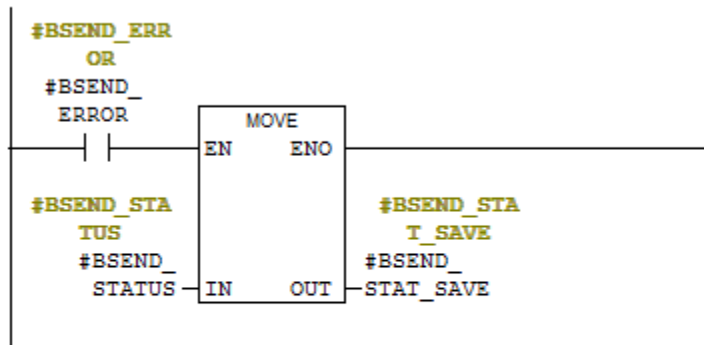 #BSEND_ERR
OR
#BSEND_
ERROR
MOVE
EN ENO
#BSEND_STA
TUS
#BSEND_STA
T_SAVE
#BSEND_
STATUS
#BSEND_
STAT_SAVE
IN OUT